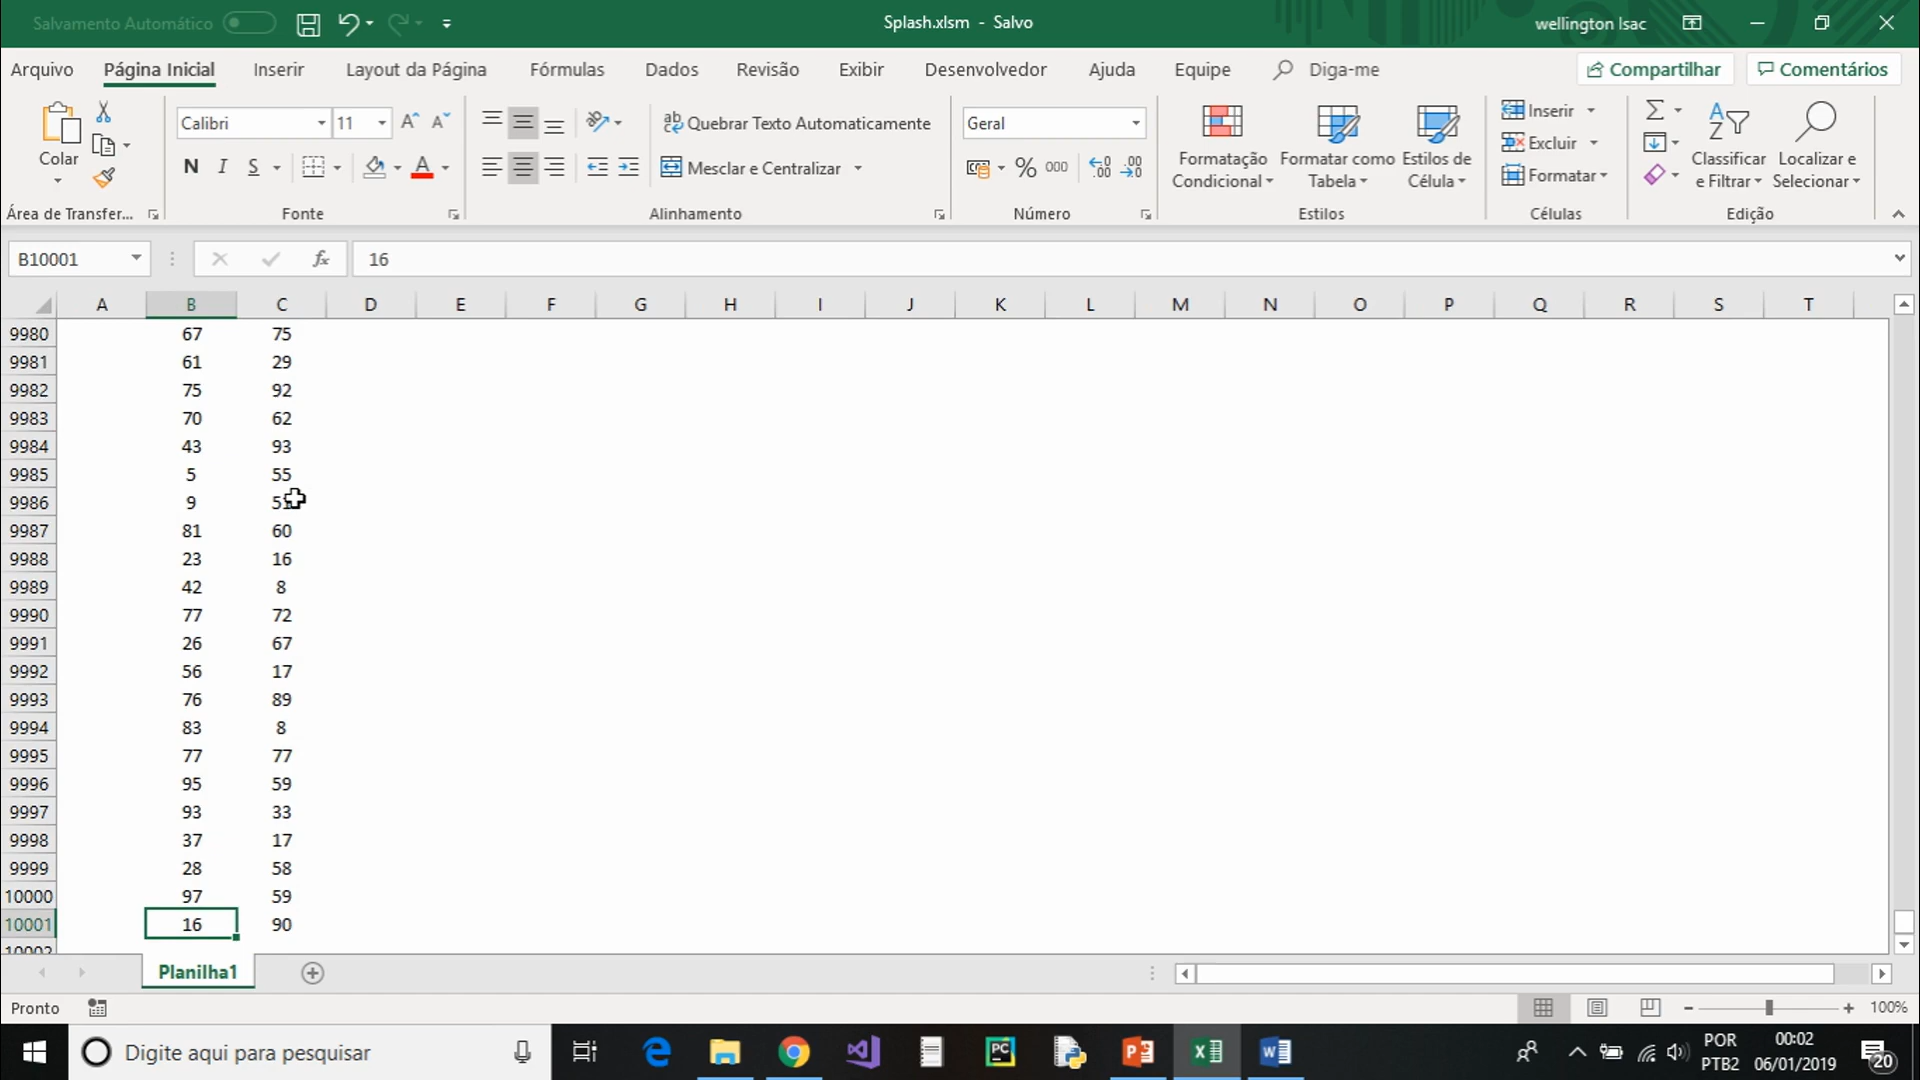 Salvamento Automático
Splash.xlsm - Salvo
wellington Isac
Arquivo Página Inicial Inserir Layout da Página Fórmulas Dados Revisão Exibir Desenvolvedor Ajuda Equipe Diga-me Compartilhar Comentários
Colar
Área de Transfer...
Calibri 11
N I S
Fonte
Quebrar Texto Automaticamente
Mesclar e Centralizar
Alinhamento
Geral
% 000
Número
Formatação Condicional
Formatar como Tabela
Estilos de Célula
Estilos
Inserir
Excluir
Formatar
Células
Classificar e Filtrar
Localizar e Selecionar
Edição
B10001 fx 16
A B C D E F G H I J K L M N O P Q R S T
9980 67 75
9981 61 29
9982 75 92
9983 70 62
9984 43 93
9985 5 55
9986 9
9987 81 60
9988 23 16
9989 42 8
9990 77 72
9991 26 67
9992 56 17
9993 76 89
9994 83 8
9995 77 77
9996 95 59
9997 93 33
9998 37 17
9999 28 58
10000 97 59
10001 16 90
10002
Planilha1
Pronto
100%
Digite aqui para pesquisar
POR
PTB2
00:02
06/01/2019
20